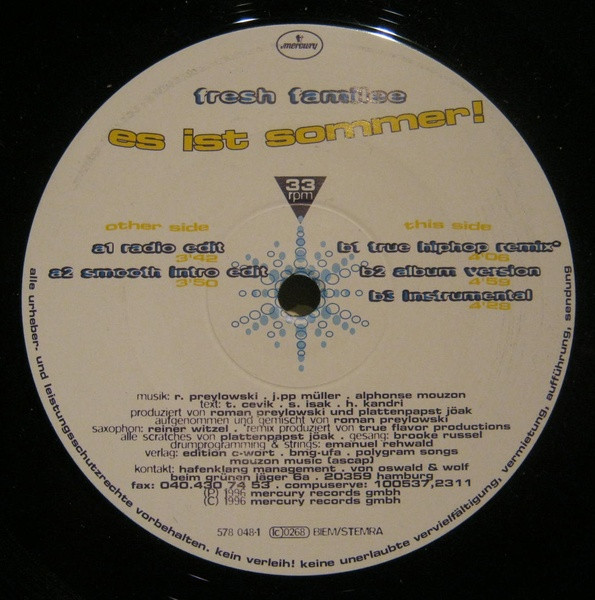 mercury
fresh familee
es ist sommer!
33
rpm
other side
a1 radio edit
3'42
a2 smooth intro edit
3'50
this side
b1 true hiphop remix*
4'06
b2 album version
4'59
b3 instrumental
4'28
musik: r. preylowski . j.pp müller . alphonse mouzon
text: t. cevik . s. isak . h. kandri
produziert von roman preylowski und plattenpapst jöak
aufgenommen und gemischt von roman preylowski
saxophon: reiner witzel . *remix produziert von true flavor productions
alle scratches von plattenpapst jöak . gesang: brooke russel
drumprogramming & strings: emanuel rehwald
verlag: edition c-wort . bmg-ufa . polygram songs
mouzon music (ascap)
kontakt: hafenklang management . von oswald & wolf
beim grünen jäger 6a . 20359 hamburg
fax: 040.430 74 53 . compuserve: 100537,2311
(P) 1996 mercury records gmbh
(C) 1996 mercury records gmbh
578 048-1 (lc)0268) BIEM/STEMRA
alle urheber- und leistungsschutzrechte vorbehalten. kein verleih! keine unerlaubte vervielfältigung, vermietung, aufführung, sendung